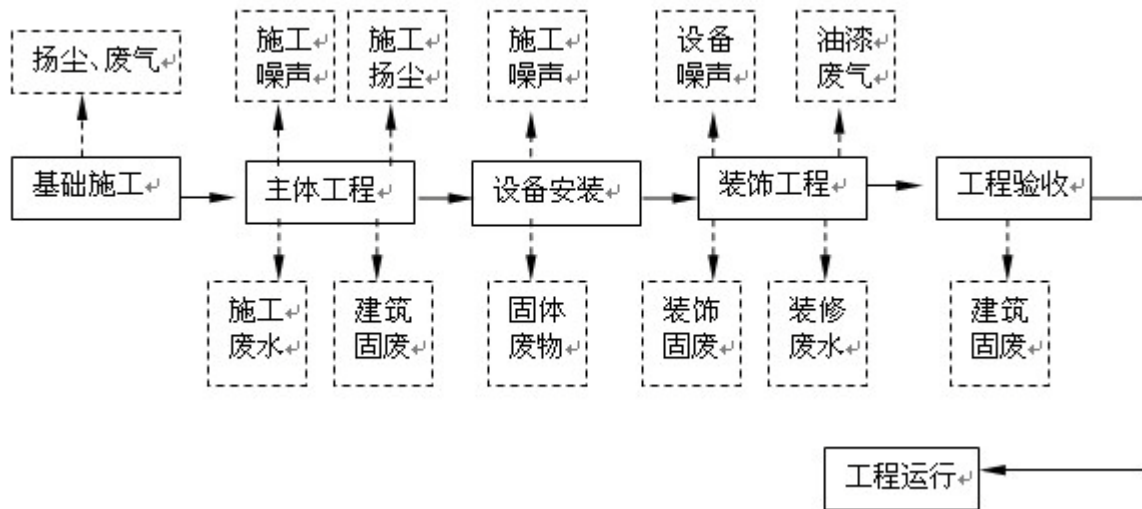 扬尘、废气
施工
噪声
施工
扬尘
施工
噪声
设备
噪声
油漆
废气
基础施工
主体工程
设备安装
装饰工程
工程验收
施工
废水
建筑
固废
固体
废物
装饰
固废
装修
废水
建筑
固废
工程运行